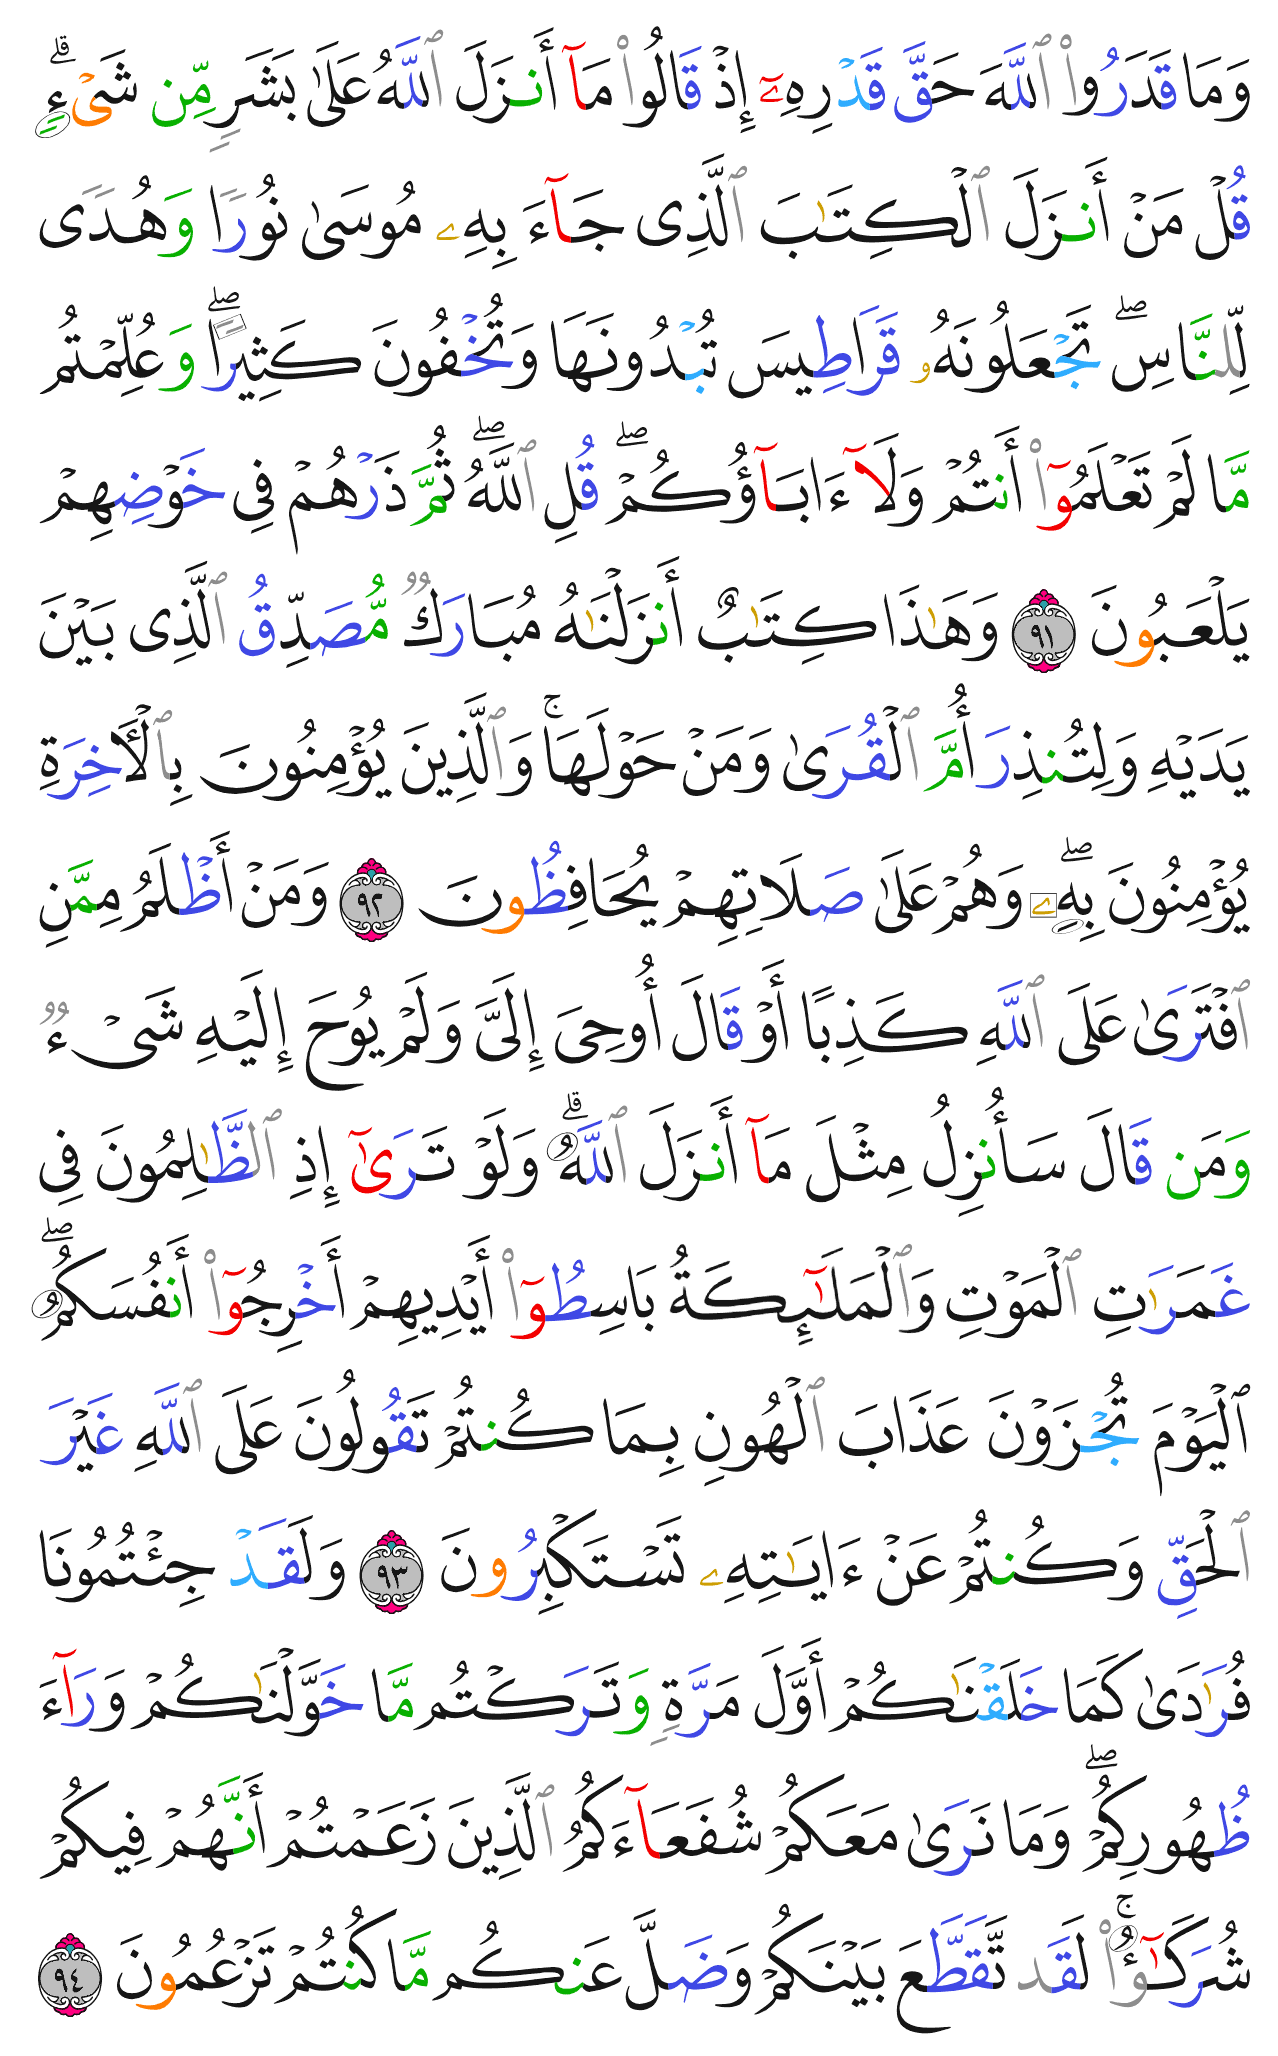 وَمَا قَدَرُوا۟ ٱللَّهَ حَقَّ قَدْرِهِۦٓ إِذْ قَالُوا۟ مَآ أَنزَلَ ٱللَّهُ عَلَىٰ بَشَرٍ مِّن شَىْءٍ ۗ
قُلْ مَنْ أَنزَلَ ٱلْكِتَـٰبَ ٱلَّذِى جَآءَ بِهِۦ مُوسَىٰ نُورًا وَهُدًى
لِّلنَّاسِ ۖ تَجْعَلُونَهُۥ قَرَاطِيسَ تُبْدُونَهَا وَتُخْفُونَ كَثِيرًا ۖ وَعُلِّمْتُم
مَّا لَمْ تَعْلَمُوٓا۟ أَنتُمْ وَلَآ ءَابَآؤُكُمْ ۖ قُلِ ٱللَّهُ ۖ ثُمَّ ذَرْهُمْ فِى خَوْضِهِمْ
يَلْعَبُونَ ٩١ وَهَـٰذَا كِتَـٰبٌ أَنزَلْنَـٰهُ مُبَارَكٌ مُّصَدِّقُ ٱلَّذِى بَيْنَ
يَدَيْهِ وَلِتُنذِرَ أُمَّ ٱلْقُرَىٰ وَمَنْ حَوْلَهَا ۚ وَٱلَّذِينَ يُؤْمِنُونَ بِٱلْـَٔاخِرَةِ
يُؤْمِنُونَ بِهِۦ ۖ وَهُمْ عَلَىٰ صَلَاتِهِمْ يُحَافِظُونَ ٩٢ وَمَنْ أَظْلَمُ مِمَّنِ
ٱفْتَرَىٰ عَلَى ٱللَّهِ كَذِبًا أَوْ قَالَ أُوحِىَ إِلَىَّ وَلَمْ يُوحَ إِلَيْهِ شَىْءٌ
وَمَن قَالَ سَأُنزِلُ مِثْلَ مَآ أَنزَلَ ٱللَّهُ ۗ وَلَوْ تَرَىٰٓ إِذِ ٱلظَّـٰلِمُونَ فِى
غَمَرَٰتِ ٱلْمَوْتِ وَٱلْمَلَـٰٓئِكَةُ بَاسِطُوٓا۟ أَيْدِيهِمْ أَخْرِجُوٓا۟ أَنفُسَكُمُ ۖ
ٱلْيَوْمَ تُجْزَوْنَ عَذَابَ ٱلْهُونِ بِمَا كُنتُمْ تَقُولُونَ عَلَى ٱللَّهِ غَيْرَ
ٱلْحَقِّ وَكُنتُمْ عَنْ ءَايَـٰتِهِۦ تَسْتَكْبِرُونَ ٩٣ وَلَقَدْ جِئْتُمُونَا
فُرَٰدَىٰ كَمَا خَلَقْنَـٰكُمْ أَوَّلَ مَرَّةٍ وَتَرَكْتُم مَّا خَوَّلْنَـٰكُمْ وَرَآءَ
ظُهُورِكُمْ ۖ وَمَا نَرَىٰ مَعَكُمْ شُفَعَآءَكُمُ ٱلَّذِينَ زَعَمْتُمْ أَنَّهُمْ فِيكُمْ
شُرَكَـٰٓؤُا۟ ۚ لَقَد تَّقَطَّعَ بَيْنَكُمْ وَضَلَّ عَنكُم مَّا كُنتُمْ تَزْعُمُونَ ٩٤